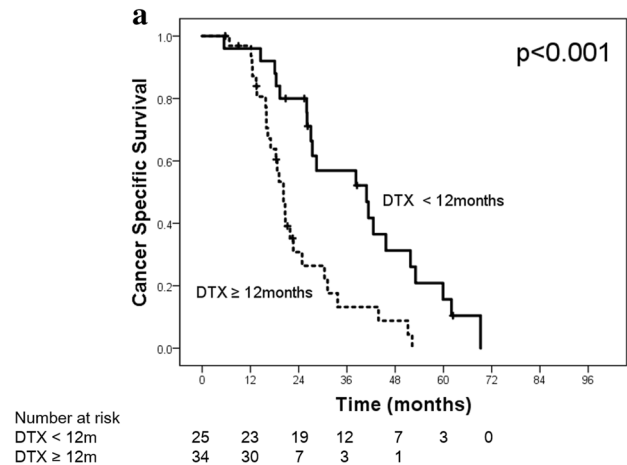 a
p<0.001
Cancer Specific Survival
1.0
0.8
0.6
0.4
0.2
0.0
DTX < 12months
DTX ≥ 12months
0 12 24 36 48 60 72 84 96
Time (months)
Number at risk
DTX < 12m 25 23 19 12 7 3 0
DTX ≥ 12m 34 30 7 3 1